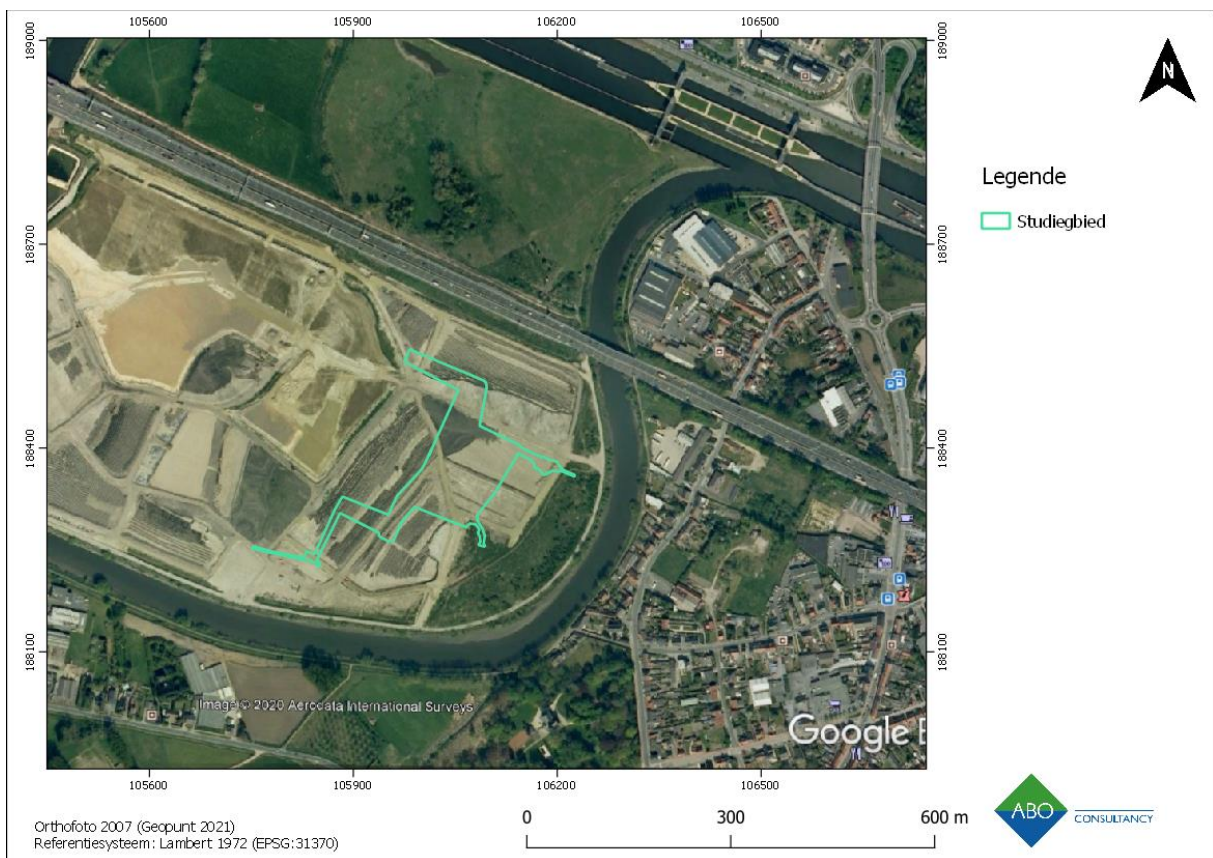 105600 105900 106200 106500
189000 189000
N
Legende
Studiegbied
188700 188700
188400 188400
188100 188100
Image © 2020 Aerodata International Surveys
Google E
105600 105900 106200 106500
0 300 600 m
Orthofoto 2007 (Geopunt 2021)
Referentiesysteem: Lambert 1972 (EPSG:31370)
ABO
CONSULTANCY